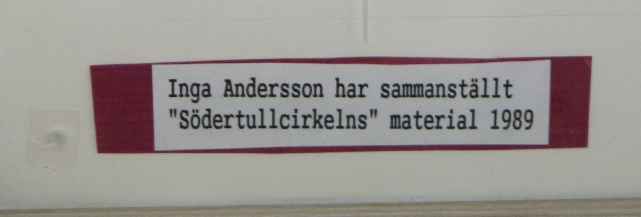 Inga Andersson har sammanställt
"Södertullcirkelns" material 1989